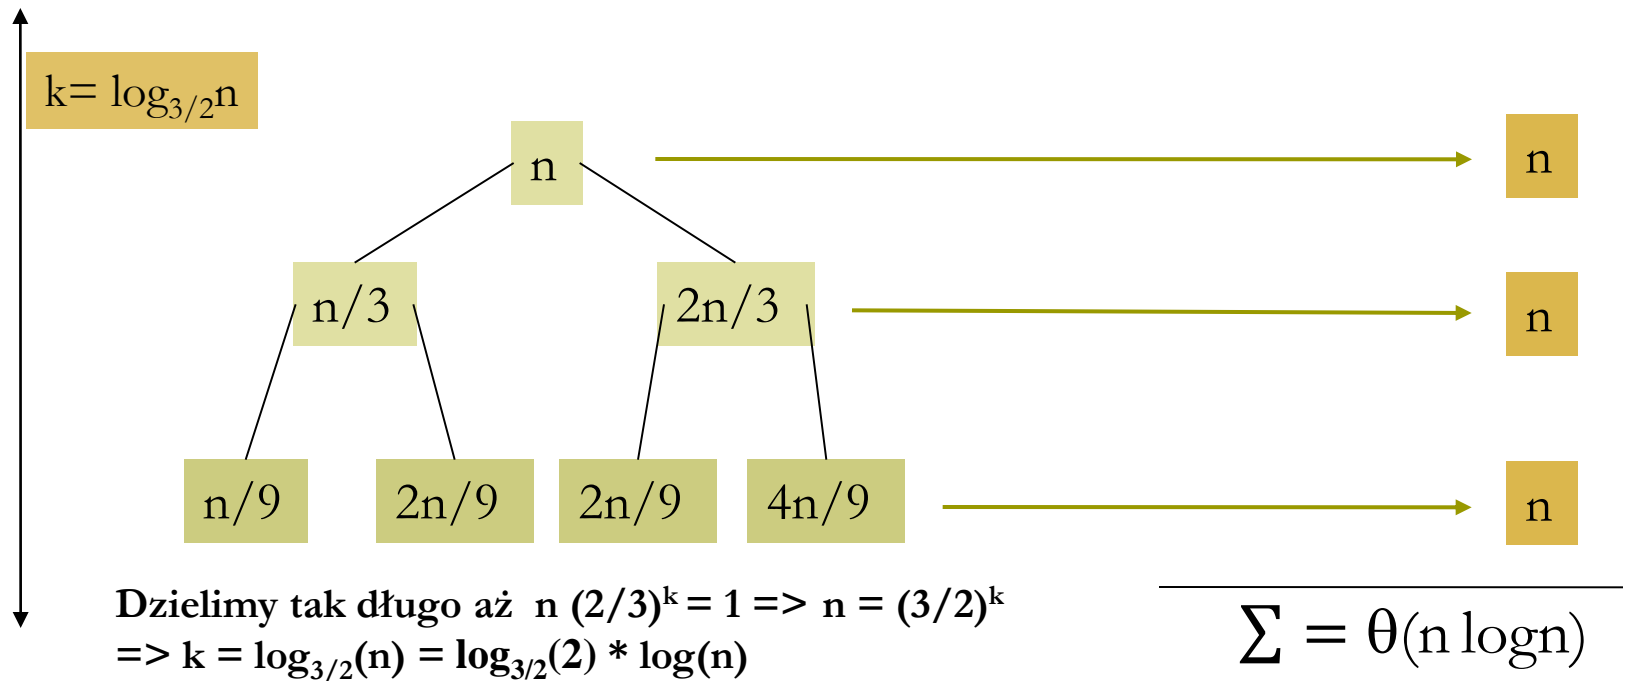 k= log₃/₂n
n
n
n/3
2n/3
n
n/9
2n/9
2n/9
4n/9
n
Dzielimy tak długo aż n (2/3)ᵏ = 1 => n = (3/2)ᵏ
=> k = log₃/₂(n) = log₃/₂(2) * log(n)
∑ = θ(n logn)